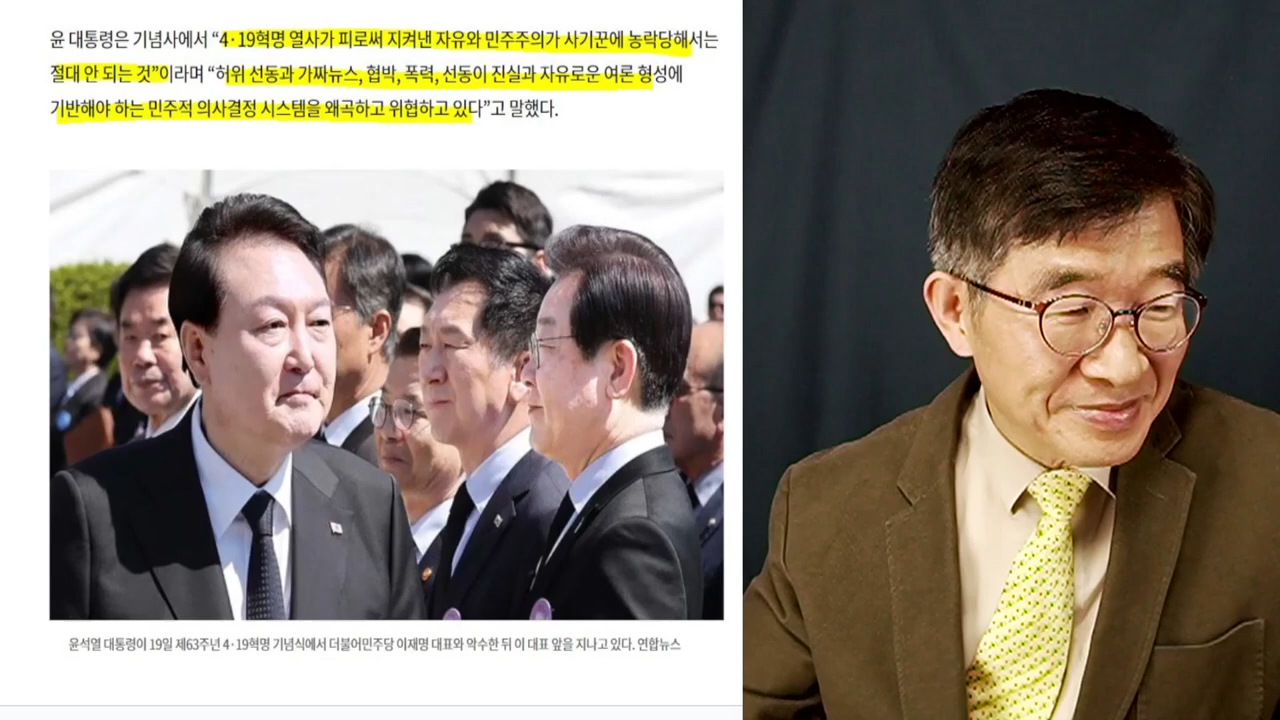 윤 대통령은 기념사에서 “4·19혁명 열사가 피로써 지켜낸 자유와 민주주의가 사기꾼에 농락당해서는
절대 안 되는 것”이라며 “허위 선동과 가짜뉴스, 협박, 폭력, 선동이 진실과 자유로운 여론 형성에
기반해야 하는 민주적 의사결정 시스템을 왜곡하고 위협하고 있다”고 말했다.
윤석열 대통령이 19일 제63주년 4·19혁명 기념식에서 더불어민주당 이재명 대표와 악수한 뒤 이 대표 앞을 지나고 있다. 연합뉴스